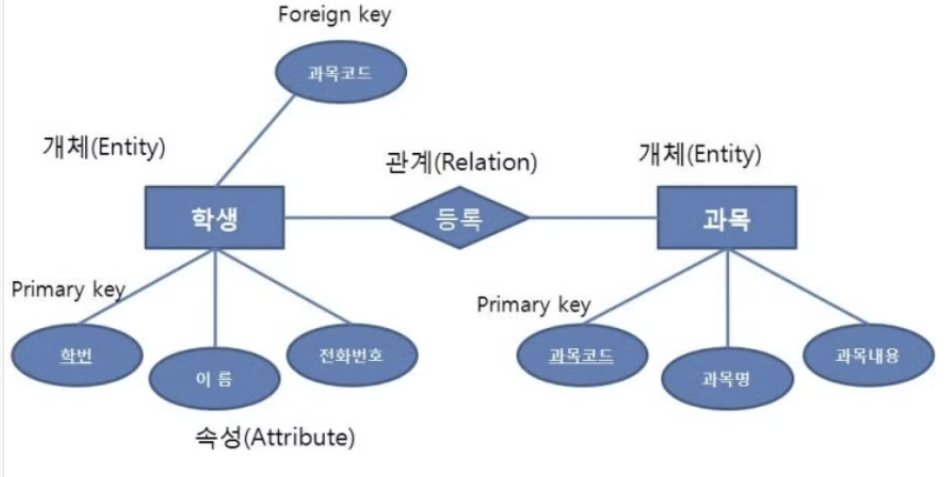 Foreign key
과목코드
개체(Entity)
관계(Relation)
개체(Entity)
학생
등록
과목
Primary key
Primary key
학번
이 름
전화번호
과목코드
과목명
과목내용
속성(Attribute)